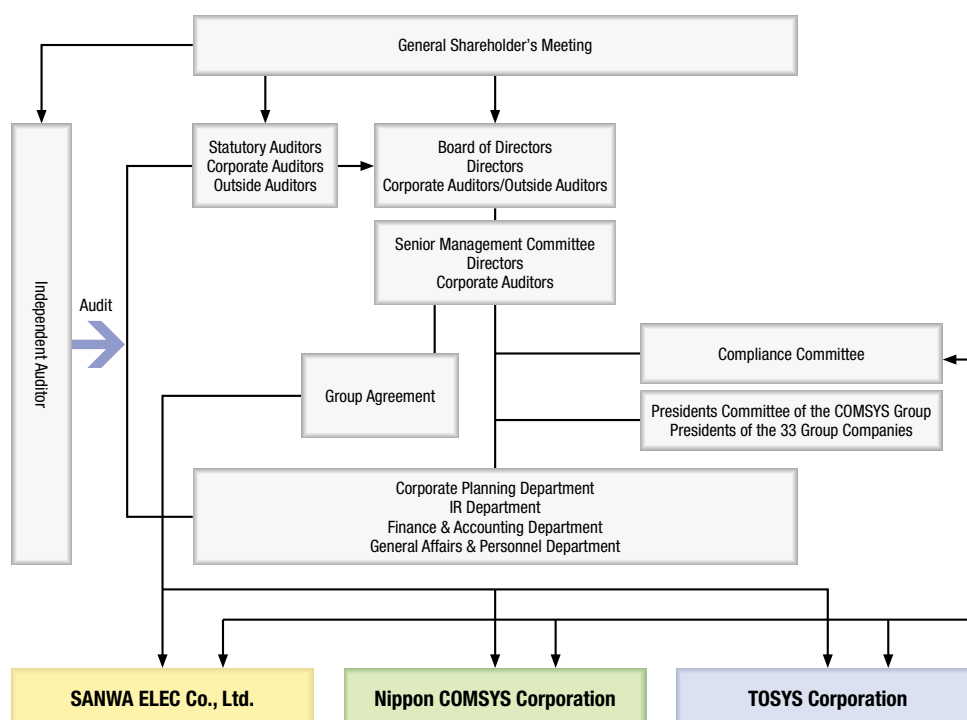 General Shareholder's Meeting
Statutory Auditors
Corporate Auditors
Outside Auditors
Board of Directors
Directors
Corporate Auditors/Outside Auditors
Senior Management Committee
Directors
Corporate Auditors
Independent Auditor
Audit
Compliance Committee
Group Agreement
Presidents Committee of the COMSYS Group
Presidents of the 33 Group Companies
Corporate Planning Department
IR Department
Finance & Accounting Department
General Affairs & Personnel Department
SANWA ELEC Co., Ltd.
Nippon COMSYS Corporation
TOSYS Corporation